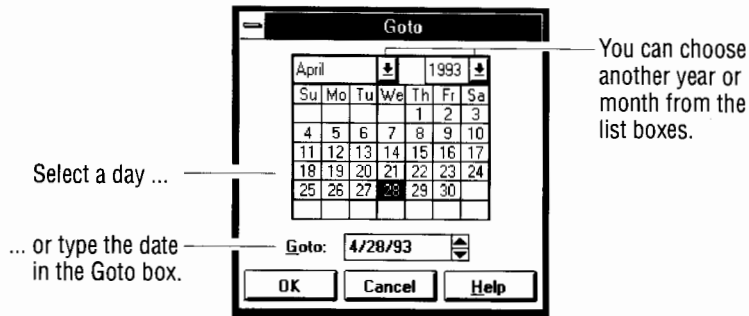 Goto
April 1993
Su Mo Tu We Th Fr Sa
1 2 3
4 5 6 7 8 9 10
11 12 13 14 15 16 17
18 19 20 21 22 23 24
25 26 27 28 29 30
Goto: 4/28/93
OK Cancel Help
You can choose
another year or
month from the
list boxes.
Select a day ...
... or type the date
in the Goto box.